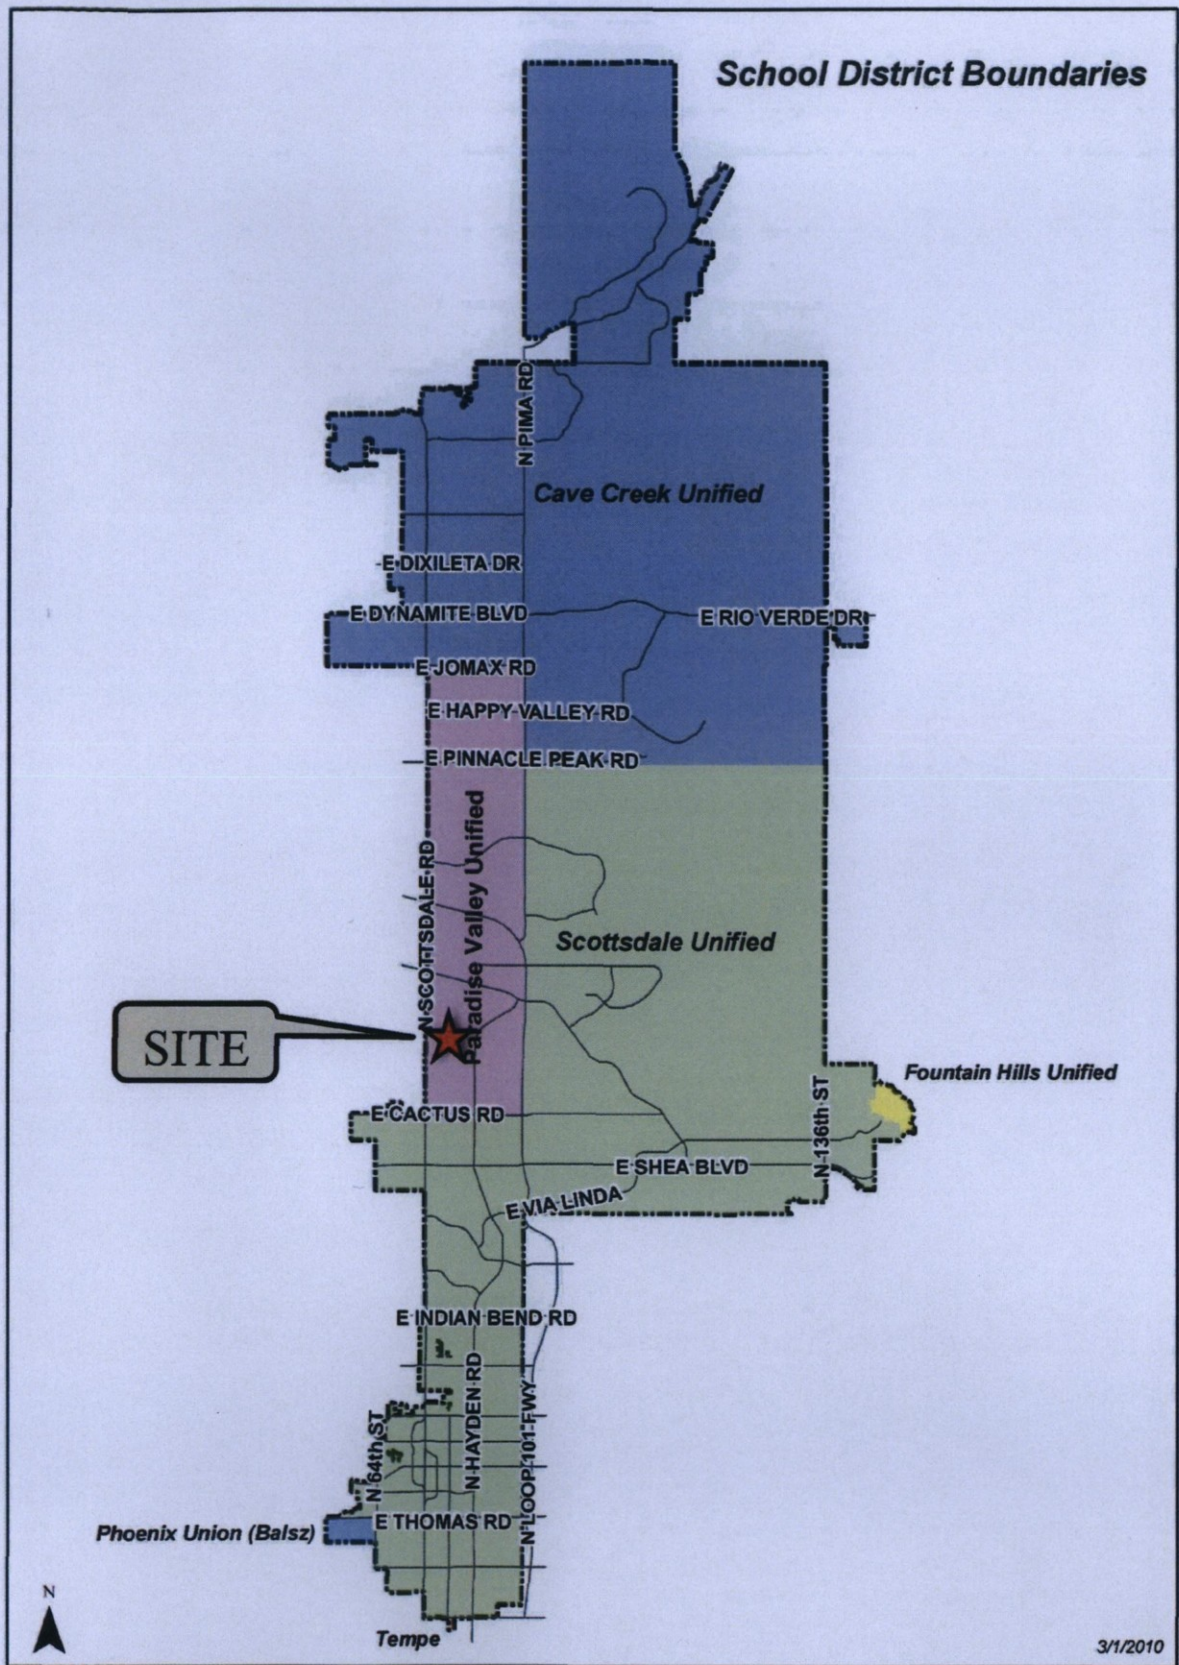 School District Boundaries
N PIMA RD
Cave Creek Unified
E DIXILETA DR
E DYNAMITE BLVD
E RIO VERDE DR
E JOMAX RD
E HAPPY VALLEY RD
E PINNACLE PEAK RD
N SCOTTSDALE RD
Paradise Valley Unified
Scottsdale Unified
SITE
Fountain Hills Unified
E CACTUS RD
N 136th ST
E SHEA BLVD
E VIA LINDA
E INDIAN BEND RD
N HAYDEN RD
N LOOP 101 FWY
N 64th ST
E THOMAS RD
Phoenix Union (Balsz)
N
Tempe
3/1/2010